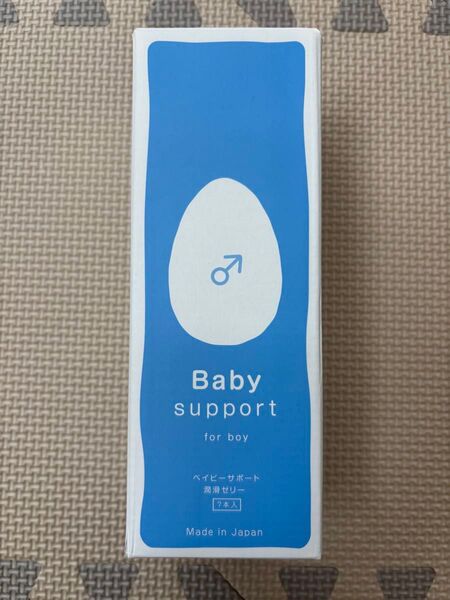 Baby
support
for boy
ベイビーサポート
潤滑ゼリー
7本入
Made in Japan